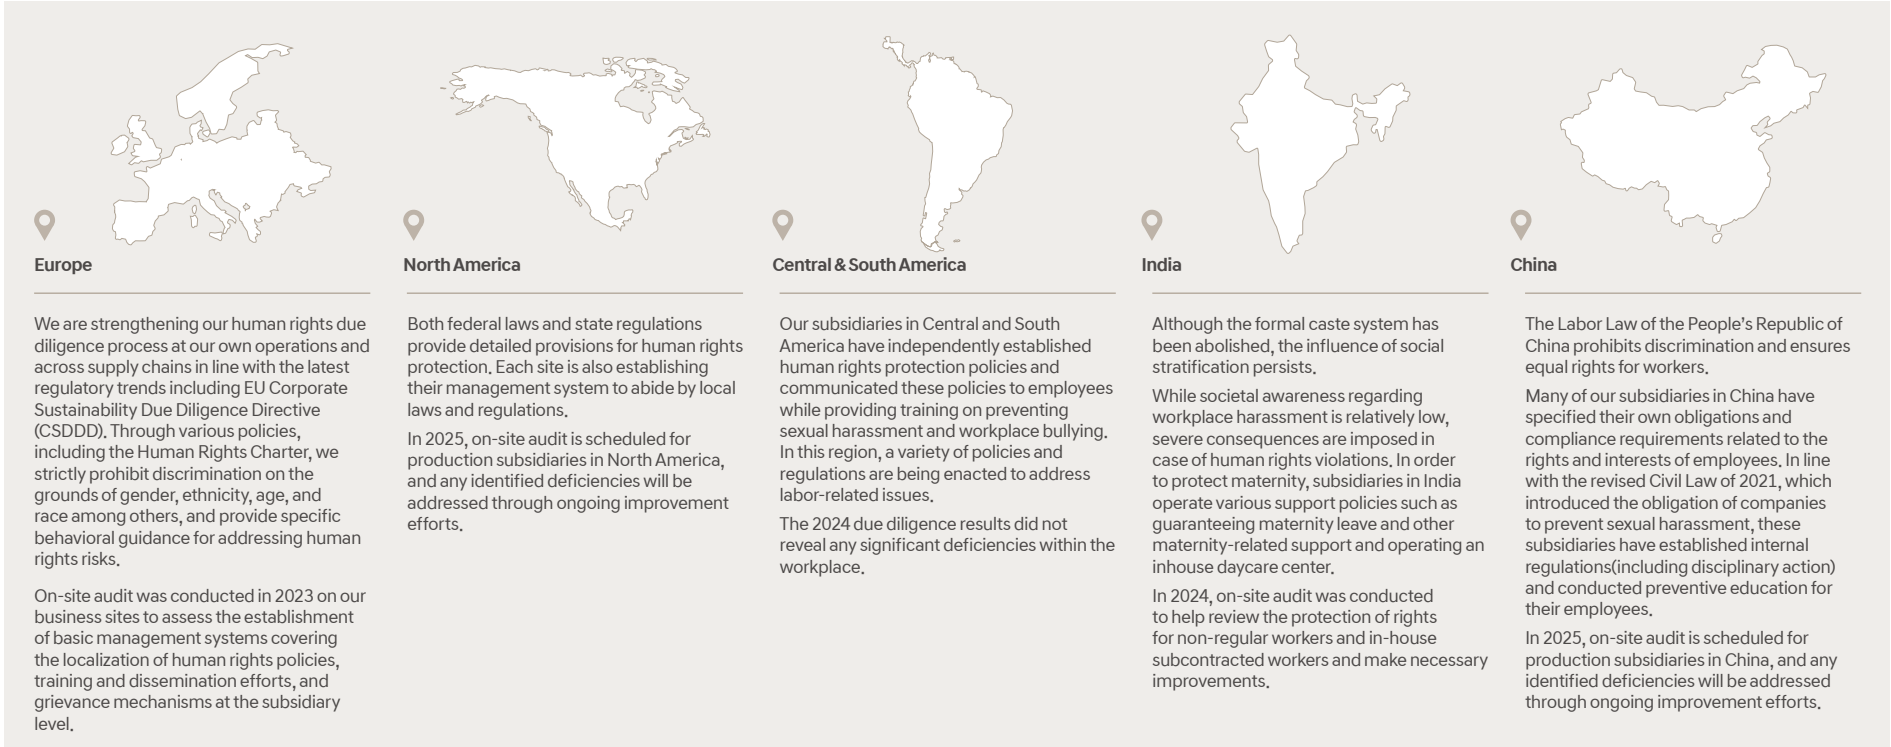 Europe
We are strengthening our human rights due
diligence process at our own operations and
across supply chains in line with the latest
regulatory trends including EU Corporate
Sustainability Due Diligence Directive
(CSDDD). Through various policies,
including the Human Rights Charter, we
strictly prohibit discrimination on the
grounds of gender, ethnicity, age, and
race among others, and provide specific
behavioral guidance for addressing human
rights risks.
On-site audit was conducted in 2023 on our
business sites to assess the establishment
of basic management systems covering
the localization of human rights policies,
training and dissemination efforts, and
grievance mechanisms at the subsidiary
level.
North America
Both federal laws and state regulations
provide detailed provisions for human rights
protection. Each site is also establishing
their management system to abide by local
laws and regulations.
In 2025, on-site audit is scheduled for
production subsidiaries in North America,
and any identified deficiencies will be
addressed through ongoing improvement
efforts.
Central & South America
Our subsidiaries in Central and South
America have independently established
human rights protection policies and
communicated these policies to employees
while providing training on preventing
sexual harassment and workplace bullying.
In this region, a variety of policies and
regulations are being enacted to address
labor-related issues.
The 2024 due diligence results did not
reveal any significant deficiencies within the
workplace.
India
Although the formal caste system has
been abolished, the influence of social
stratification persists.
While societal awareness regarding
workplace harassment is relatively low,
severe consequences are imposed in
case of human rights violations. In order
to protect maternity, subsidiaries in India
operate various support policies such as
guaranteeing maternity leave and other
maternity-related support and operating an
inhouse daycare center.
In 2024, on-site audit was conducted
to help review the protection of rights
for non-regular workers and in-house
subcontracted workers and make necessary
improvements.
China
The Labor Law of the People's Republic of
China prohibits discrimination and ensures
equal rights for workers.
Many of our subsidiaries in China have
specified their own obligations and
compliance requirements related to the
rights and interests of employees. In line
with the revised Civil Law of 2021, which
introduced the obligation of companies
to prevent sexual harassment, these
subsidiaries have established internal
regulations(including disciplinary action)
and conducted preventive education for
their employees.
In 2025, on-site audit is scheduled for
production subsidiaries in China, and any
identified deficiencies will be addressed
through ongoing improvement efforts.